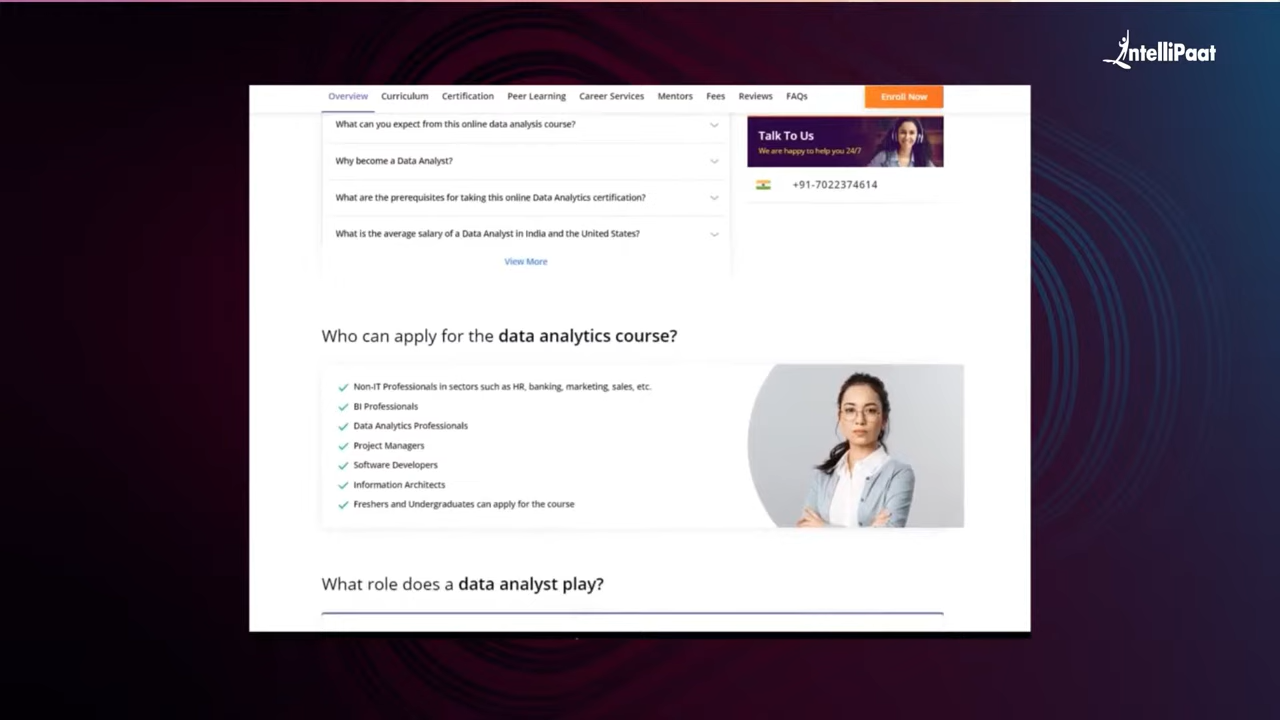 IntelliPaat
Overview Curriculum Certification Peer Learning Career Services Mentors Fees Reviews FAQs Enroll Now
What can you expect from this online data analysis course?
Why become a Data Analyst?
What are the prerequisites for taking this online Data Analytics certification?
What is the average salary of a Data Analyst in India and the United States?
View More
Talk To Us
We are happy to help you 24/7
+91-7022374614
Who can apply for the data analytics course?
Non-IT Professionals in sectors such as HR, banking, marketing, sales, etc.
BI Professionals
Data Analytics Professionals
Project Managers
Software Developers
Information Architects
Freshers and Undergraduates can apply for the course
What role does a data analyst play?